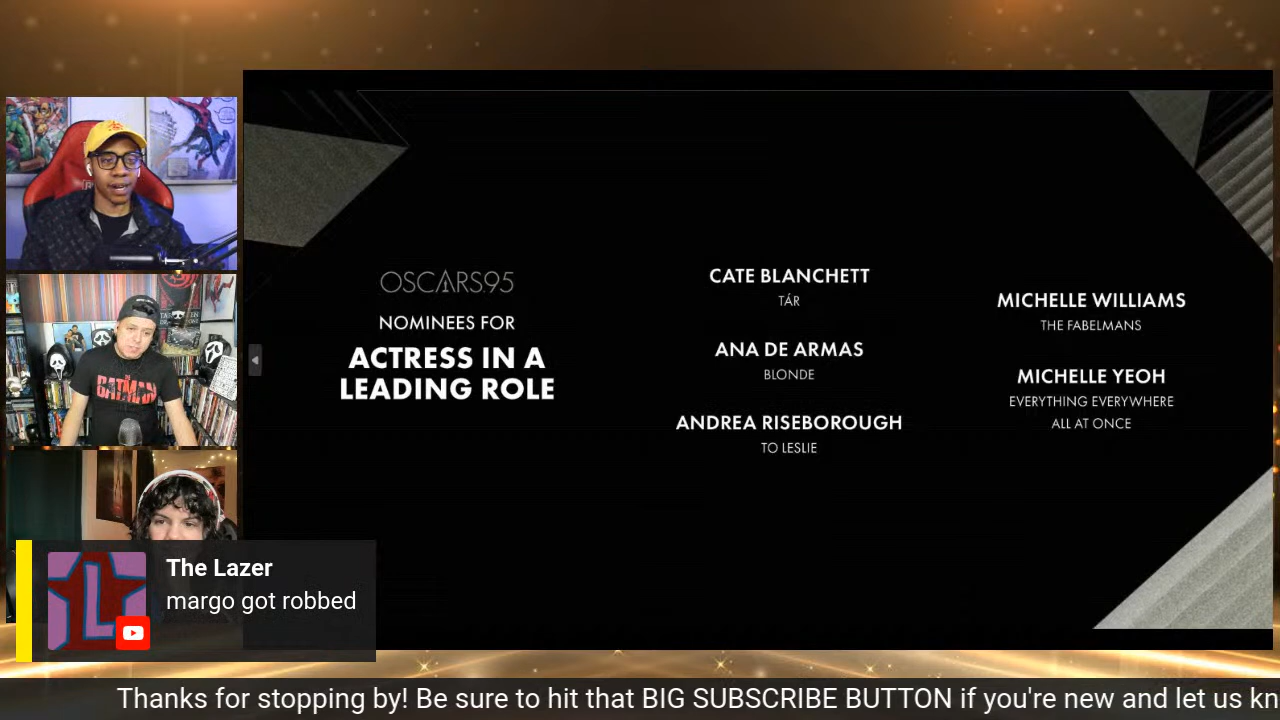 OSCARS95
NOMINEES FOR
ACTRESS IN A
LEADING ROLE
CATE BLANCHETT
TÁR
ANA DE ARMAS
BLONDE
ANDREA RISEBOROUGH
TO LESLIE
MICHELLE WILLIAMS
THE FABELMANS
MICHELLE YEOH
EVERYTHING EVERYWHERE
ALL AT ONCE
BATMAN
L
The Lazer
margo got robbed
Thanks for stopping by! Be sure to hit that BIG SUBSCRIBE BUTTON if you're new and let us kn